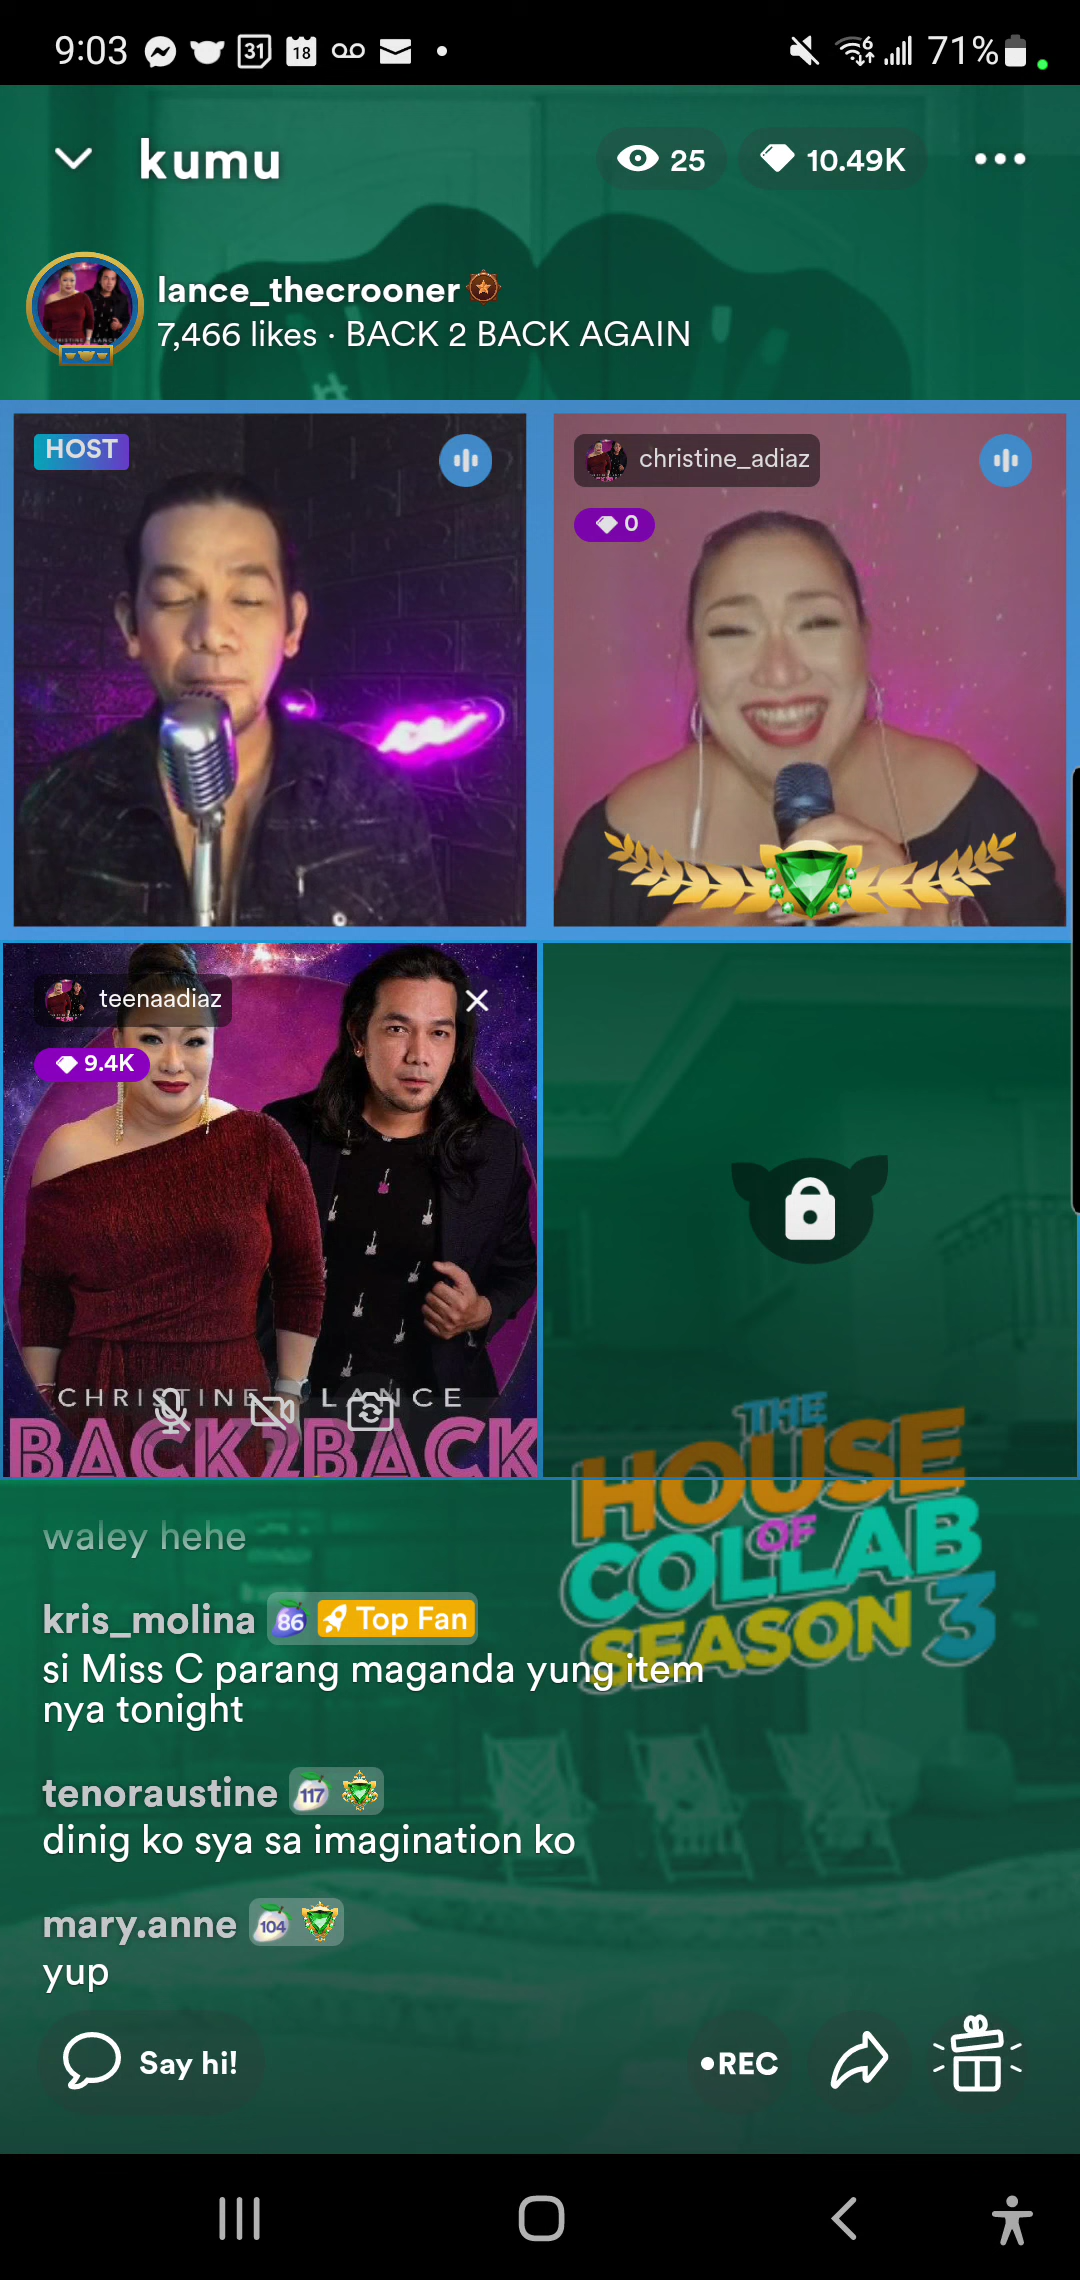 9:03
31
18
6
71%
kumu
25
10.49K
lance_thecrooner
7,466 likes · BACK 2 BACK AGAIN
HOST
christine_adiaz
0
teenaadiaz
9.4K
CHRISTINE LANCE
BACK2BACK
THE
HOUSE
OF
COLLAB
SEASON 3
waley hehe
kris_molina 86 Top Fan
si Miss C parang maganda yung item
nya tonight
tenoraustine 117
dinig ko sya sa imagination ko
mary.anne 104
yup
Say hi!
•REC